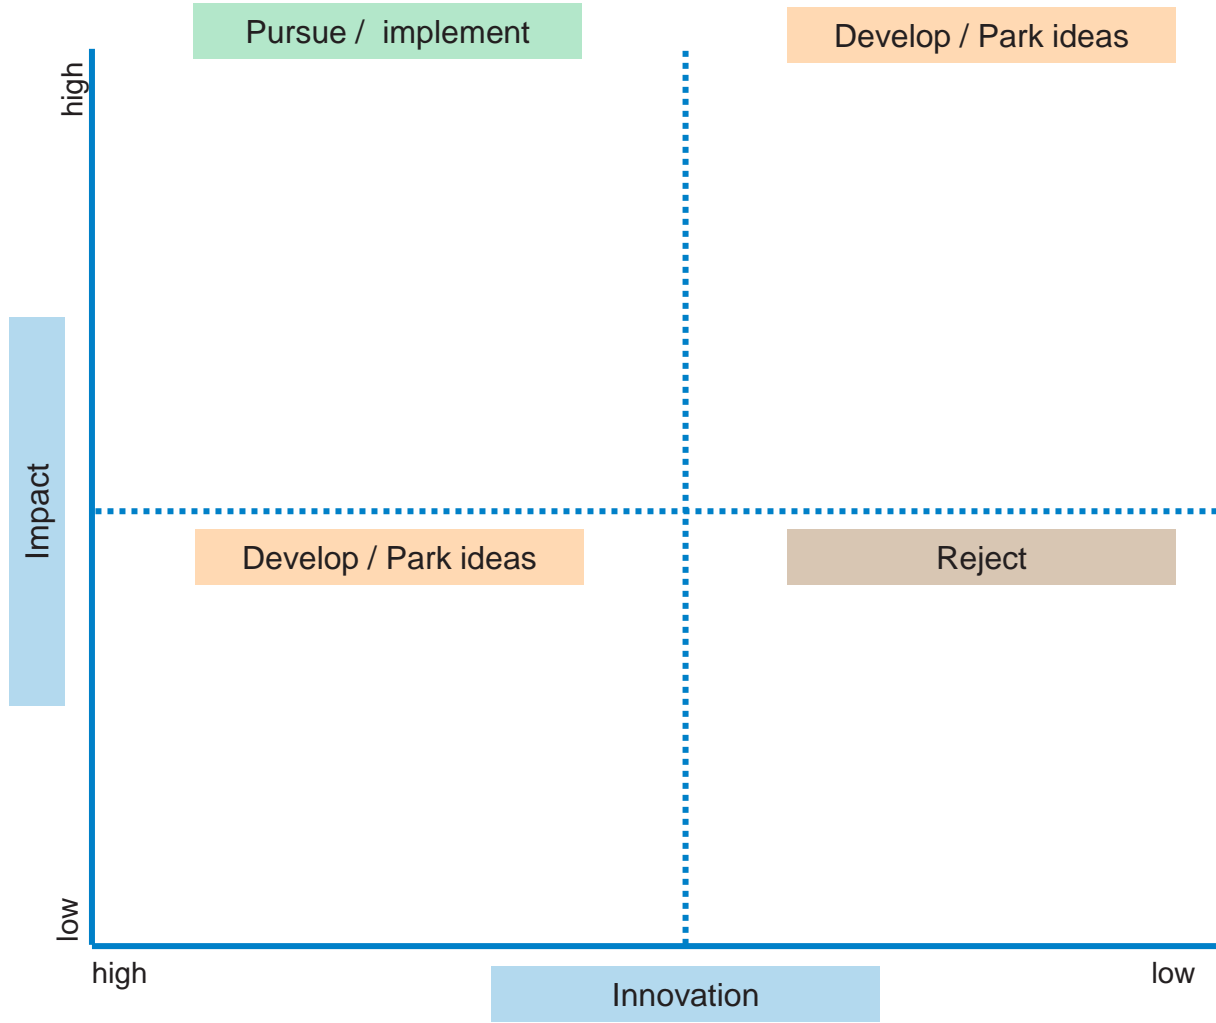 Pursue /  implement
Develop / Park ideas
high
Impact
Develop / Park ideas
Reject
low
high
low
Innovation